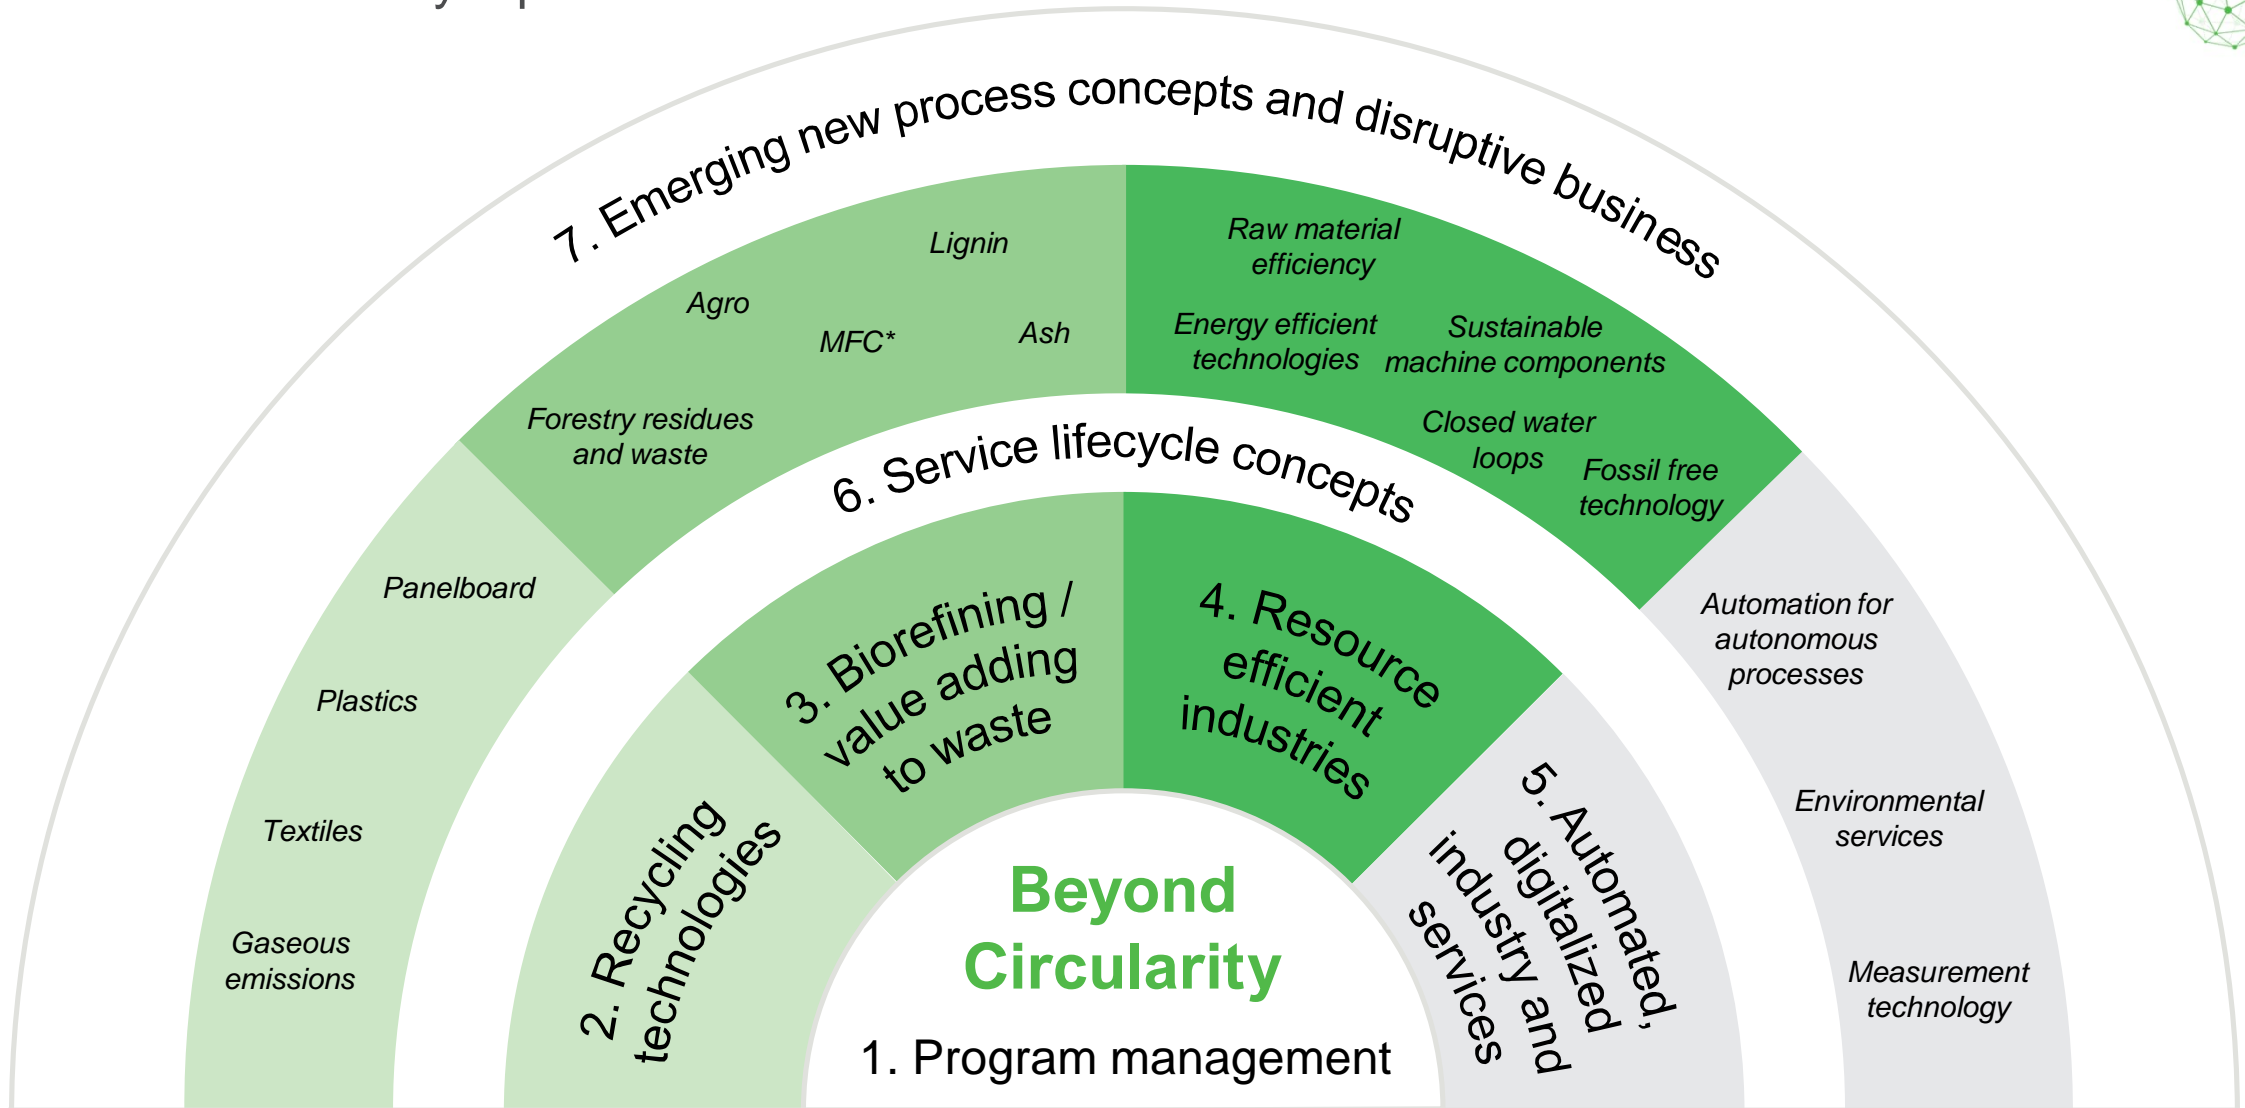 7. Emerging new process concepts and disruptive business
Lignin
Agro
MFC*
Ash
Forestry residues
and waste
Raw material
efficiency
Energy efficient
technologies
Sustainable
machine components
Closed water
loops
Fossil free
technology
6. Service lifecycle concepts
Panelboard
Plastics
Textiles
Gaseous
emissions
Automation for
autonomous
processes
Environmental
services
Measurement
technology
2. Recycling
technologies
3. Biorefining /
value adding
to waste
4. Resource
efficient
industries
5. Automated,
digitalized
industry and
services
Beyond
Circularity
1. Program management